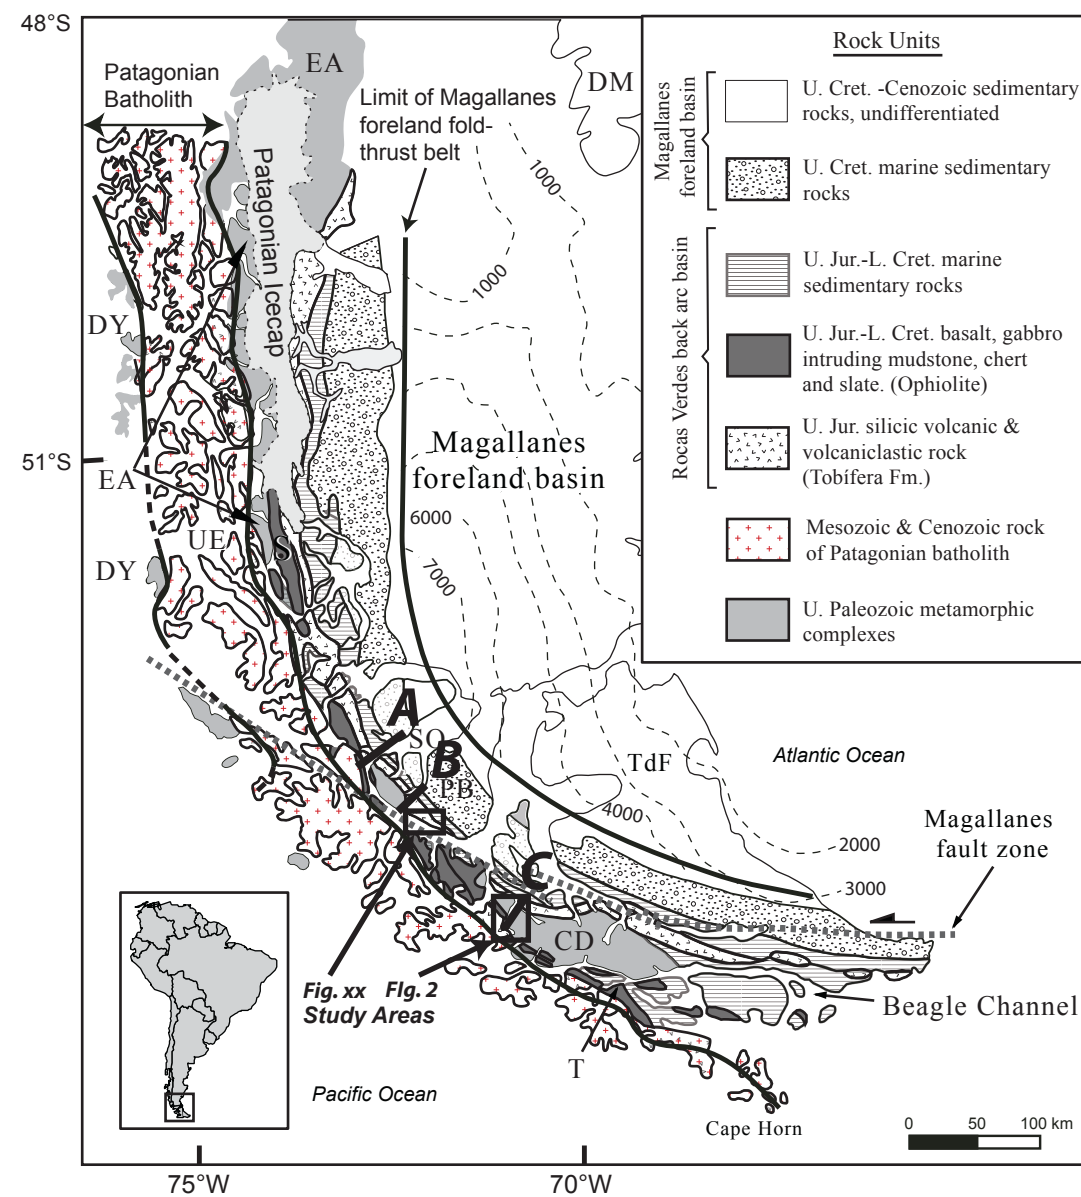 48°S
Patagonian
Batholith
EA
DM
Limit of Magallanes
foreland fold-
thrust belt
Patagonian Icecap
1000
1000
DY
51°S
EA
Magallanes
foreland basin
6000
7000
UE
S
DY
A
SO
B
PB
TdF
Atlantic Ocean
4000
2000
3000
Magallanes
fault zone
C
CD
Fig. xx FIg. 2
Study Areas
T
Beagle Channel
Pacific Ocean
Cape Horn
0 50 100 km
75°W
70°W
Rock Units
Magallanes
foreland basin
U. Cret. -Cenozoic sedimentary
rocks, undifferentiated
U. Cret. marine sedimentary
rocks
Rocas Verdes back arc basin
U. Jur.-L. Cret. marine
sedimentary rocks
U. Jur.-L. Cret. basalt, gabbro
intruding mudstone, chert
and slate. (Ophiolite)
U. Jur. silicic volcanic &
volcaniclastic rock
(Tobífera Fm.)
Mesozoic & Cenozoic rock
of Patagonian batholith
U. Paleozoic metamorphic
complexes